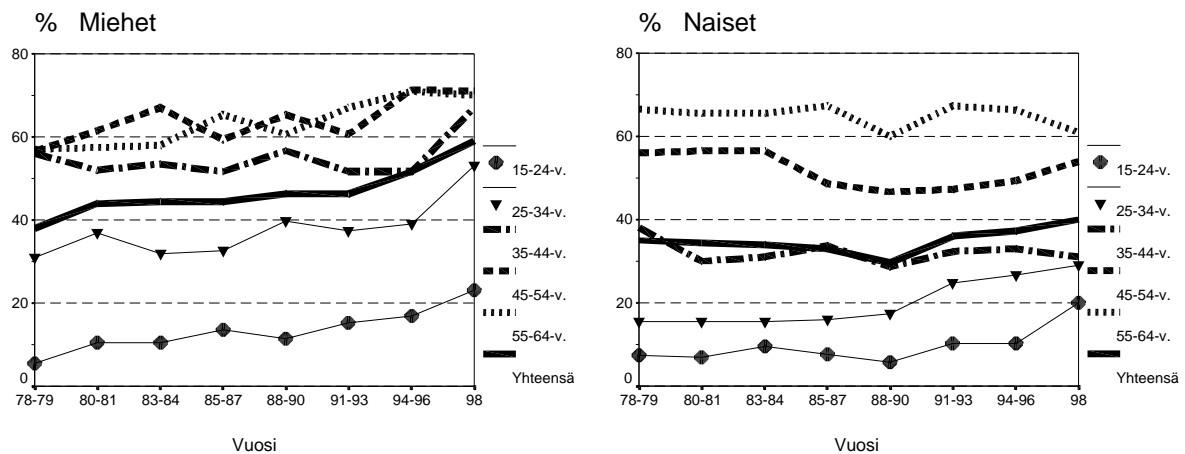 % Miehet
80
60
40
20
0
78-79 80-81 83-84 85-87 88-90 91-93 94-96 98
Vuosi
15-24-v.
25-34-v.
35-44-v.
45-54-v.
55-64-v.
Yhteensä
% Naiset
80
60
40
20
0
78-79 80-81 83-84 85-87 88-90 91-93 94-96 98
Vuosi
15-24-v.
25-34-v.
35-44-v.
45-54-v.
55-64-v.
Yhteensä